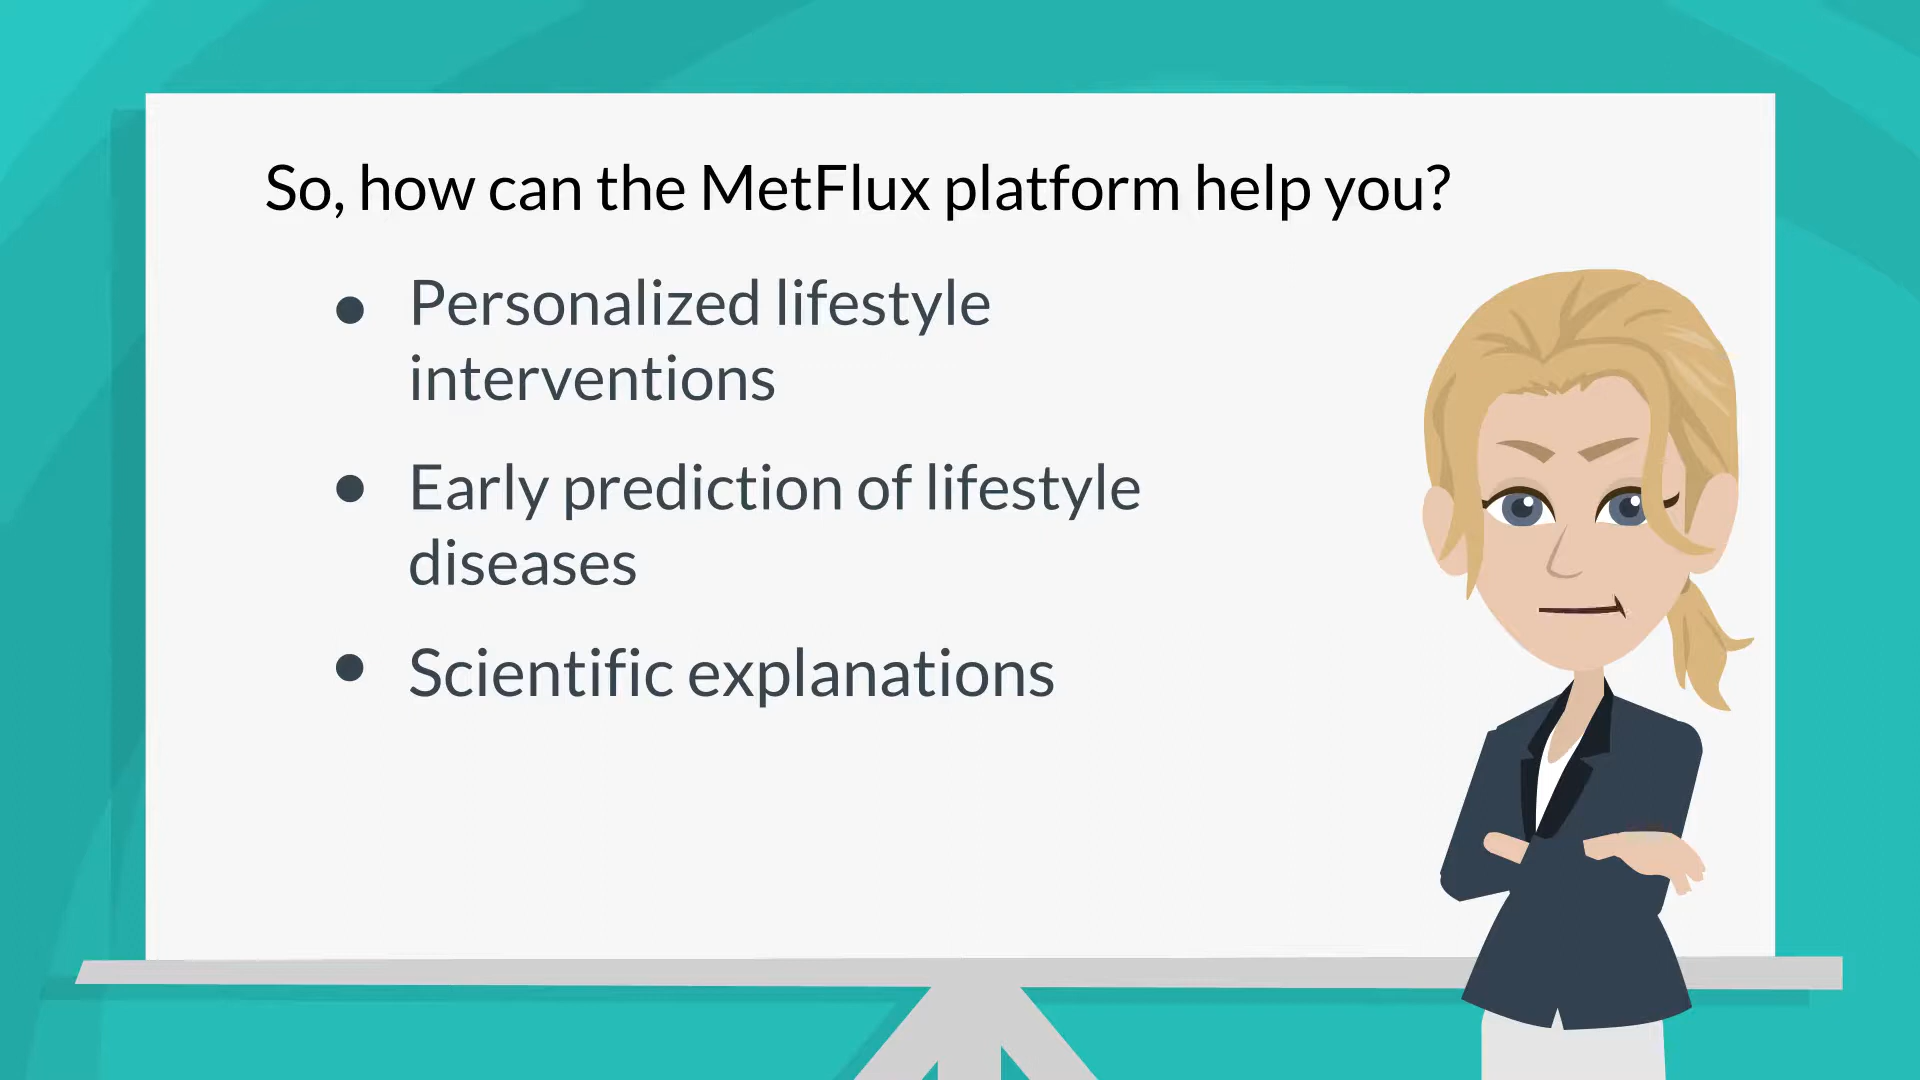 So, how can the MetFlux platform help you?
● Personalized lifestyle
interventions
● Early prediction of lifestyle
diseases
● Scientific explanations